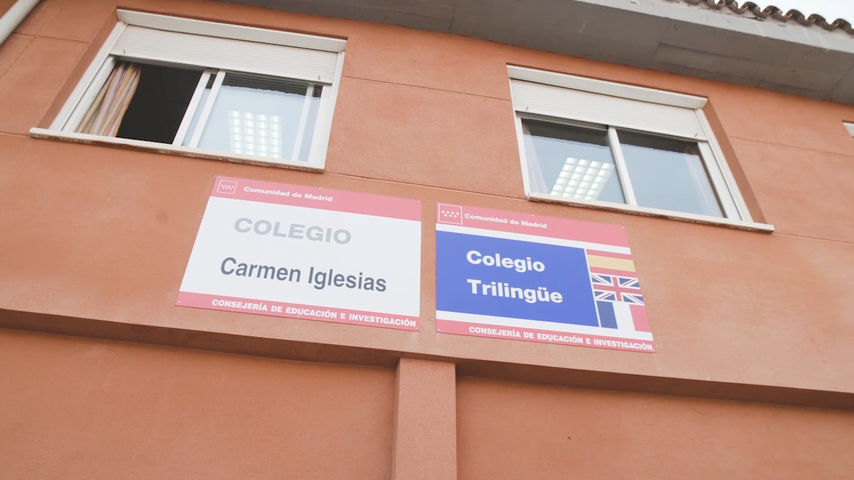 Comunidad de Madrid
COLEGIO
Carmen Iglesias
CONSEJERÍA DE EDUCACIÓN E INVESTIGACIÓN
Comunidad de Madrid
Colegio
Trilingüe
CONSEJERÍA DE EDUCACIÓN E INVESTIGACIÓN